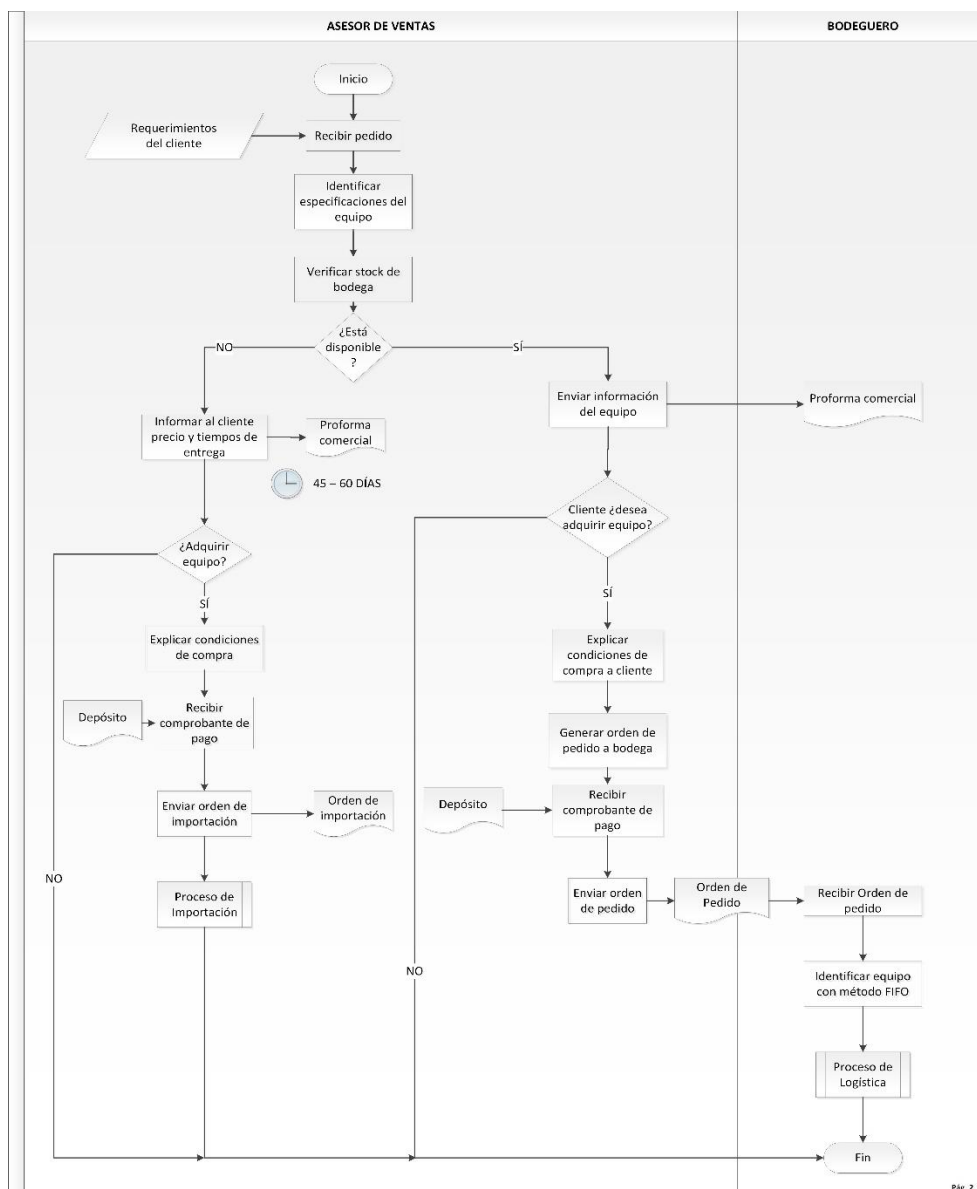 ASESOR DE VENTAS
BODEGUERO
Inicio
Requerimientos
del cliente
Recibir pedido
Identificar
especificaciones del
equipo
Verificar stock de
bodega
¿Está
disponible
?
NO
SÍ
Informar al cliente
precio y tiempos de
entrega
Proforma
comercial
45 – 60 DÍAS
Enviar información
del equipo
Proforma comercial
¿Adquirir
equipo?
Cliente ¿desea
adquirir equipo?
SÍ
SÍ
Explicar condiciones
de compra
Explicar
condiciones de
compra a cliente
Depósito
Recibir
comprobante de
pago
Generar orden de
pedido a bodega
Enviar orden de
importación
Orden de
importación
Depósito
Recibir
comprobante de
pago
NO
Proceso de
Importación
Enviar orden
de pedido
Orden de
Pedido
Recibir Orden de
pedido
NO
Identificar equipo
con método FIFO
Proceso de
Logística
Fin
Pág. 2